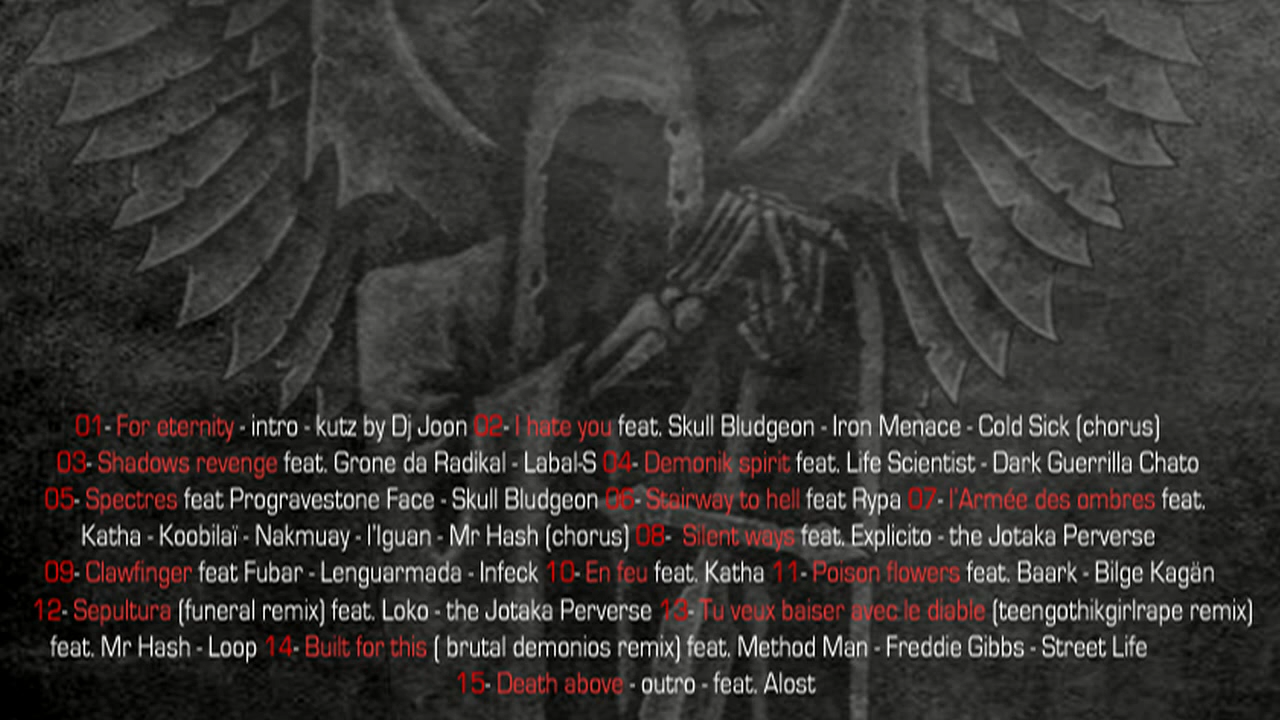 01- For eternity - intro - kutz by Dj Joon 02- I hate you feat. Skull Bludgeon - Iron Menace - Cold Sick (chorus)
03- Shadows revenge feat. Grone da Radikal - Labal-S 04- Demonik spirit feat. Life Scientist - Dark Guerrilla Chato
05- Spectres feat Progravestone Face - Skull Bludgeon 06- Stairway to hell feat Rypa 07- l'Armée des ombres feat.
Katha - Koobilaï - Nakmuay - l'Iguan - Mr Hash (chorus) 08- Silent ways feat. Explicito - the Jotaka Perverse
09- Clawfinger feat Fubar - Lenguarmada - Infeck 10- En feu feat. Katha 11- Poison flowers feat. Baark - Bilge Kagän
12- Sepultura (funeral remix) feat. Loko - the Jotaka Perverse 13- Tu veux baiser avec le diable (teengothikgirlrape remix)
feat. Mr Hash - Loop 14- Built for this ( brutal demonios remix) feat. Method Man - Freddie Gibbs - Street Life
15- Death above - outro - feat. Alost